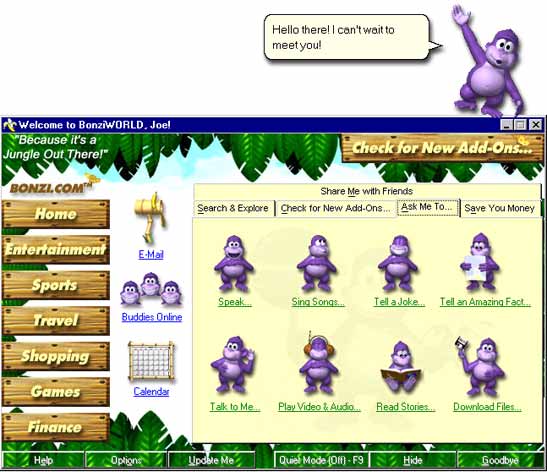 Hello there! I can't wait to
meet you!
Welcome to BonziWORLD, Joe!
"Because it's a
Jungle Out There!"
Check for New Add-Ons...
BONZI.COM™
Share Me with Friends
Search & Explore
Check for New Add-Ons...
Ask Me To...
Save You Money
Home
Entertainment
Sports
Travel
Shopping
Games
Finance
E-Mail
Buddies Online
Calendar
Speak...
Sing Songs...
Tell a Joke...
Tell an Amazing Fact...
Talk to Me...
Play Video & Audio...
Read Stories...
Download Files...
Help
Options
Update Me
Quiet Mode (Off) - F9
Hide
Goodbye